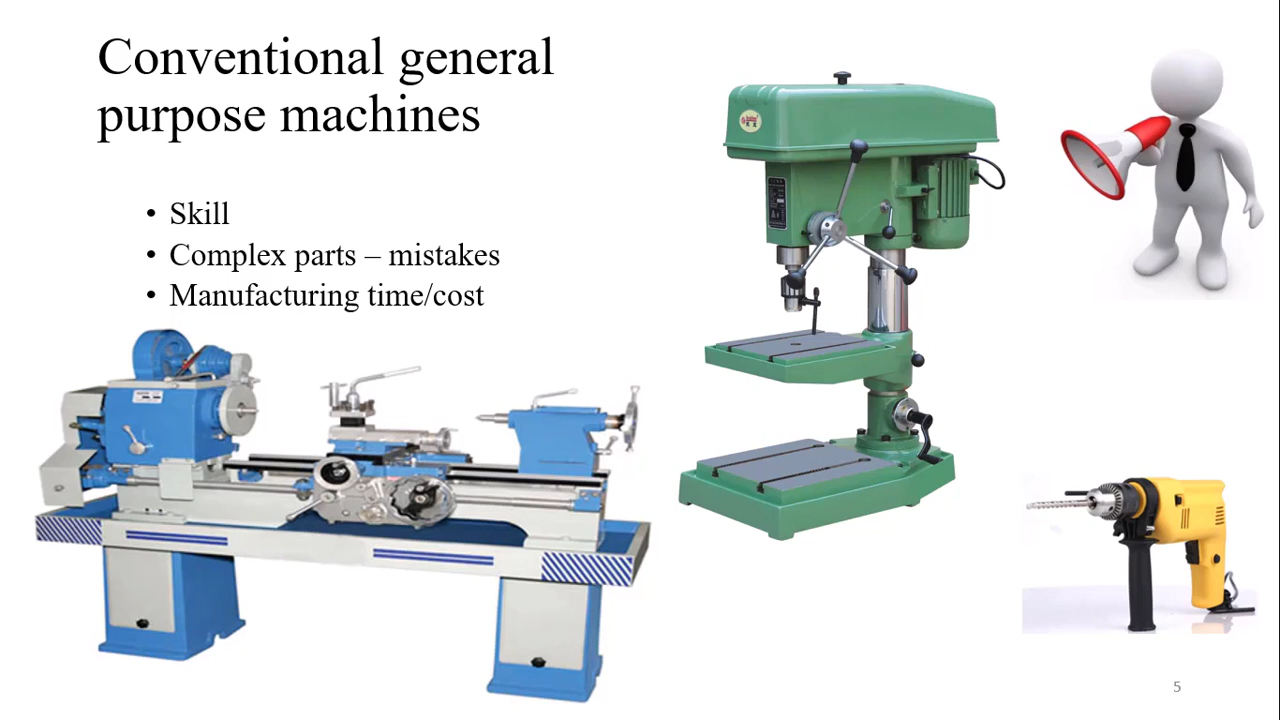 Conventional general
purpose machines
• Skill
• Complex parts – mistakes
• Manufacturing time/cost
5